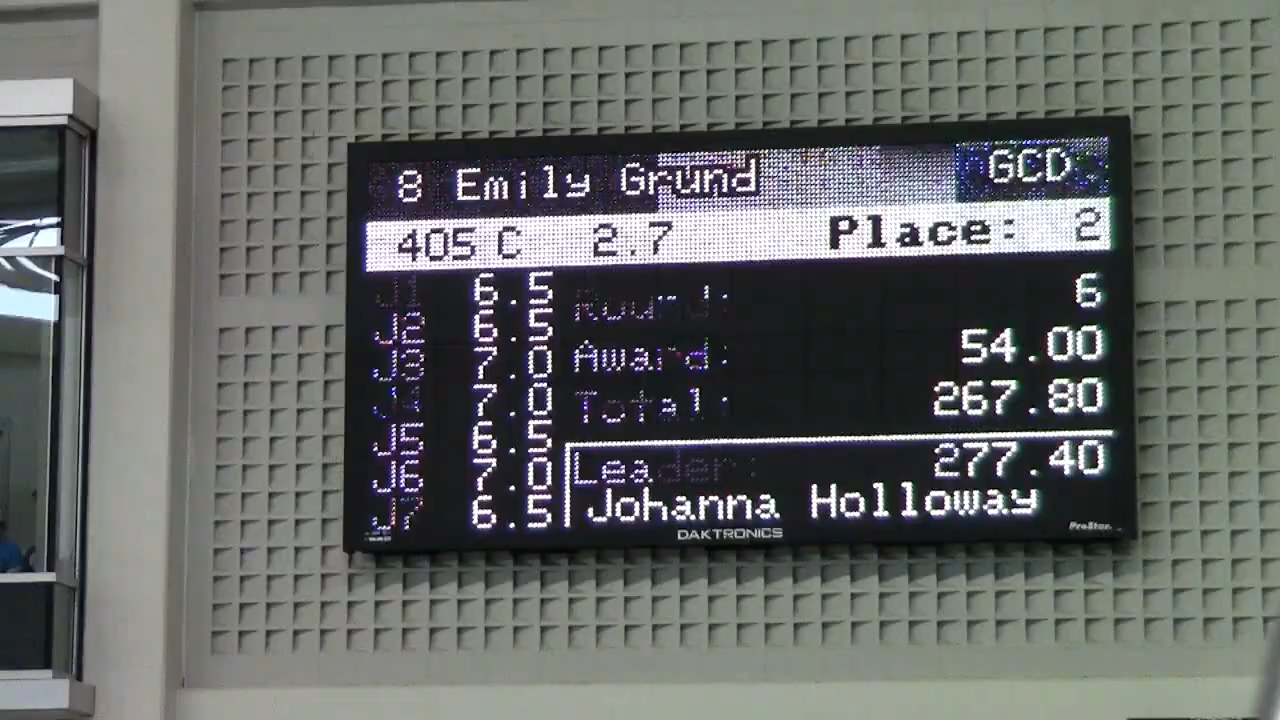 8 Emily Grund GCD
405 C 2.7 Place: 2
J1 6.5 Round: 6
J2 6.5
J3 7.0 Award: 54.00
J4 7.0 Total: 267.80
J5 6.5
J6 7.0 Leader: 277.40
J7 6.5 Johanna Holloway
DAKTRONICS
ProStar